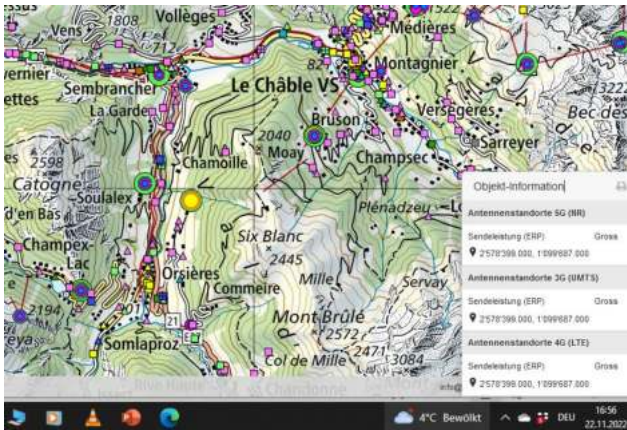 1808
Vens
Vollèges
712
Médières
Montagnier
Sembrancher
Le Châble VS
82
La Garde
Bruson
Versegères
3222
Bec des
Sarreyer
2040
Moay
Chamoille
Champsec
2598
Catogne
Soulalex
d'en Bas
Plénadzeu
Six Blanc
2445
Champex-
Lac
Orsières
Commeire
Mille
Servay
2194
21
Mont Brûlé
2572
Somlaproz
Col de Mille
2471
3084
Objekt-Information
Antennenstandorte 5G (NR)
Sendeleistung (ERP) Gross
2'578'399.000, 1'099'687.000
Antennenstandorte 3G (UMTS)
Sendeleistung (ERP) Gross
2'578'399.000, 1'099'687.000
Antennenstandorte 4G (LTE)
Sendeleistung (ERP) Gross
2'578'399.000, 1'099'687.000
info@
4°C Bewölkt
DEU
16:56
22.11.2022